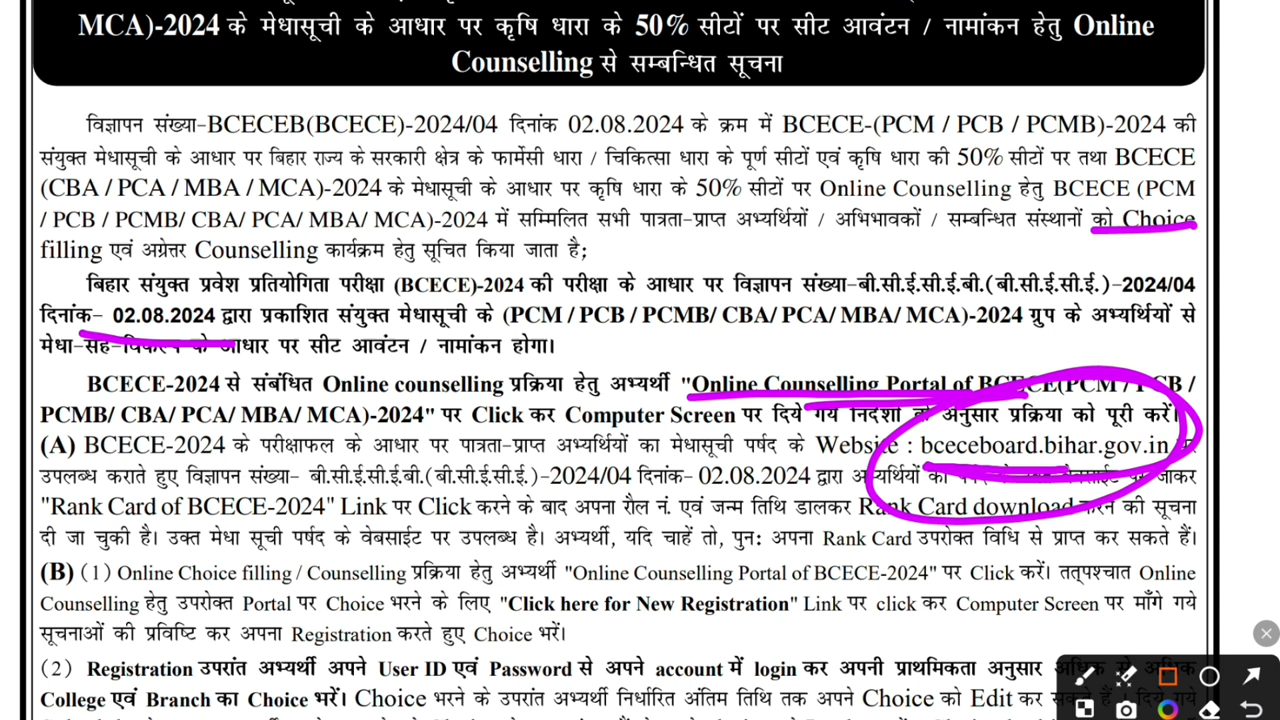 MCA)-2024 के मेधासूची के आधार पर कृषि धारा के 50% सीटों पर सीट आवंटन / नामांकन हेतु Online
Counselling से सम्बन्धित सूचना
विज्ञापन संख्या-BCECEB(BCECE)-2024/04 दिनांक 02.08.2024 के क्रम में BCECE-(PCM / PCB / PCMB)-2024 की
संयुक्त मेधासूची के आधार पर बिहार राज्य के सरकारी क्षेत्र के फार्मेसी धारा / चिकित्सा धारा के पूर्ण सीटों एवं कृषि धारा की 50% सीटों पर तथा BCECE
(CBA / PCA / MBA / MCA)-2024 के मेधासूची के आधार पर कृषि धारा के 50% सीटों पर Online Counselling हेतु BCECE (PCM
/ PCB / PCMB/ CBA/ PCA/ MBA/ MCA)-2024 में सम्मिलित सभी पात्रता-प्राप्त अभ्यर्थियों / अभिभावकों / सम्बन्धित संस्थानों को Choice
filling एवं अग्रेत्तर Counselling कार्यक्रम हेतु सूचित किया जाता है;
बिहार संयुक्त प्रवेश प्रतियोगिता परीक्षा (BCECE)-2024 की परीक्षा के आधार पर विज्ञापन संख्या-बी.सी.ई.सी.ई.बी.(बी.सी.ई.सी.ई.)-2024/04
दिनांक- 02.08.2024 द्वारा प्रकाशित संयुक्त मेधासूची के (PCM / PCB / PCMB/ CBA/ PCA/ MBA/ MCA)-2024 ग्रुप के अभ्यर्थियों से
मेधा-सह-विकल्प के आधार पर सीट आवंटन / नामांकन होगा।
BCECE-2024 से संबंधित Online counselling प्रक्रिया हेतु अभ्यर्थी "Online Counselling Portal of BCECE(PCM / PCB /
PCMB/ CBA/ PCA/ MBA/ MCA)-2024" पर Click कर Computer Screen पर दिये गये निदेशों के अनुसार प्रक्रिया को पूरी करें।
(A) BCECE-2024 के परीक्षाफल के आधार पर पात्रता-प्राप्त अभ्यर्थियों का मेधासूची पर्षद के Website : bceceboard.bihar.gov.in पर
उपलब्ध कराते हुए विज्ञापन संख्या- बी.सी.ई.सी.ई.बी.(बी.सी.ई.सी.ई.)-2024/04 दिनांक- 02.08.2024 द्वारा अभ्यर्थियों को वेबसाईट पर जाकर
"Rank Card of BCECE-2024" Link पर Click करने के बाद अपना रौल नं. एवं जन्म तिथि डालकर Rank Card download करने की सूचना
दी जा चुकी है। उक्त मेधा सूची पर्षद के वेबसाईट पर उपलब्ध है। अभ्यर्थी, यदि चाहें तो, पुन: अपना Rank Card उपरोक्त विधि से प्राप्त कर सकते हैं।
(B) (1) Online Choice filling / Counselling प्रक्रिया हेतु अभ्यर्थी "Online Counselling Portal of BCECE-2024" पर Click करें। तत्पश्चात Online
Counselling हेतु उपरोक्त Portal पर Choice भरने के लिए "Click here for New Registration" Link पर click कर Computer Screen पर माँगे गये
सूचनाओं की प्रविष्टि कर अपना Registration करते हुए Choice भरें।
(2) Registration उपरांत अभ्यर्थी अपने User ID एवं Password से अपने account में login कर अपनी प्राथमिकता अनुसार अधिक से अधिक
College एवं Branch का Choice भरें। Choice भरने के उपरांत अभ्यर्थी निर्धारित अंतिम तिथि तक अपने Choice को Edit कर सकते हैं । दिये गये